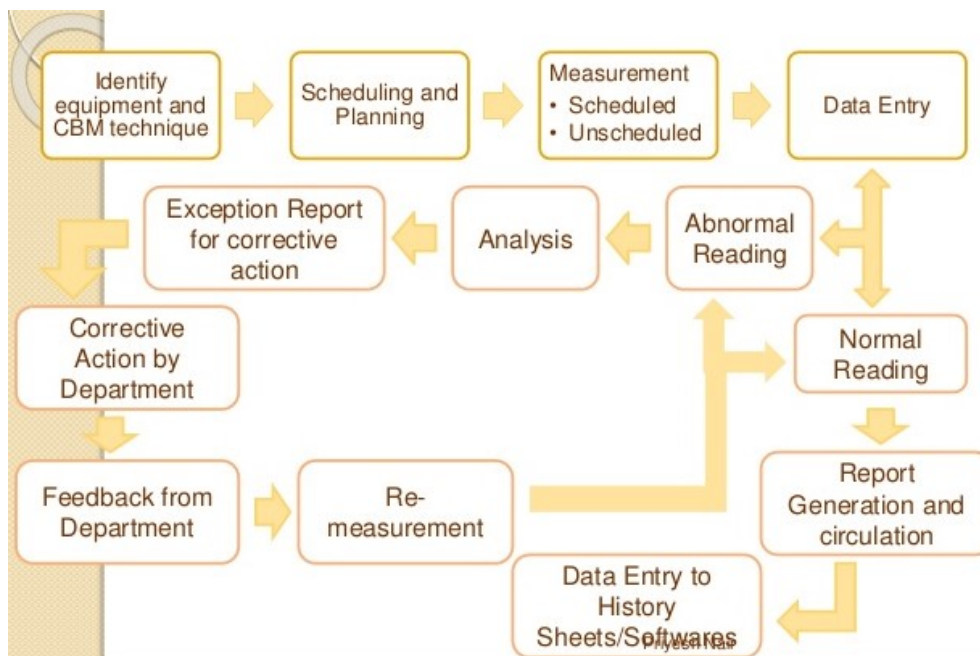 Identify
equipment and
CBM technique
Scheduling and
Planning
Measurement
• Scheduled
• Unscheduled
Data Entry
Exception Report
for corrective
action
Analysis
Abnormal
Reading
Corrective
Action by
Department
Normal
Reading
Feedback from
Department
Re-
measurement
Report
Generation and
circulation
Data Entry to
History
Sheets/Softwares
Priyesh Nair